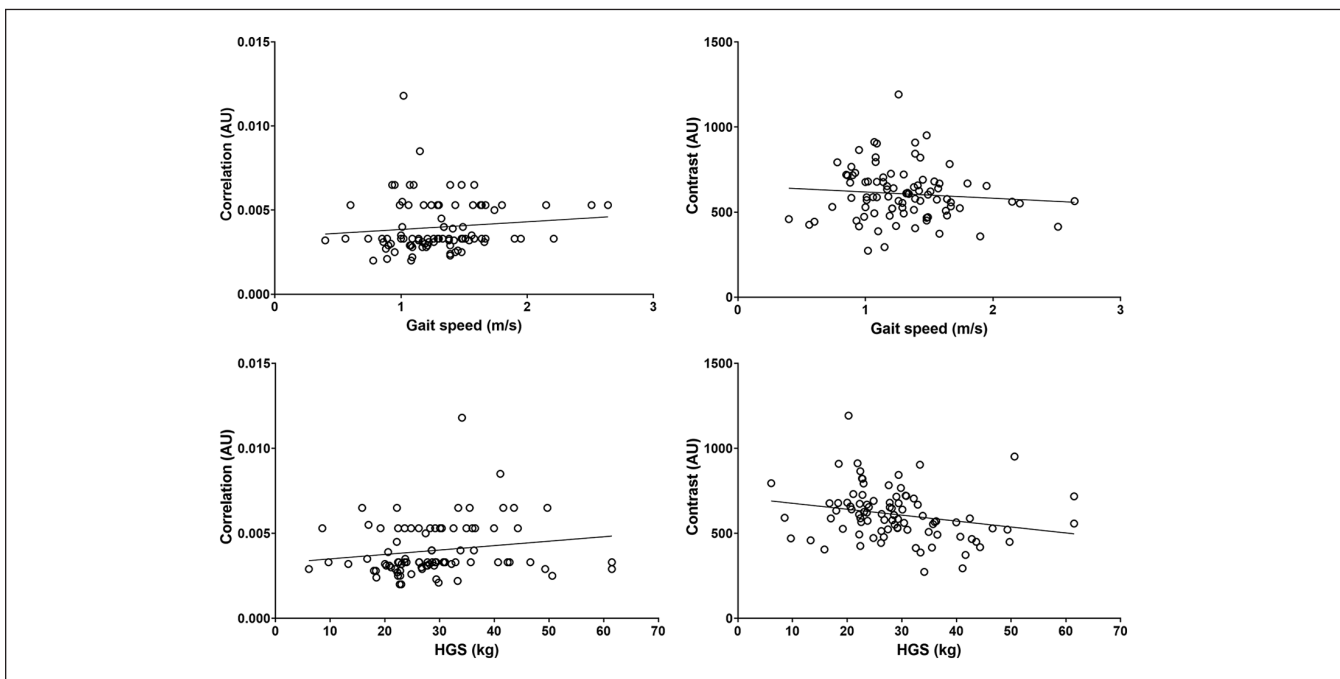 0.015
0.010
0.005
0.000
Correlation (AU)
0 1 2 3
Gait speed (m/s)
1500
1000
500
0
Contrast (AU)
0 1 2 3
Gait speed (m/s)
0.015
0.010
0.005
0.000
Correlation (AU)
0 10 20 30 40 50 60 70
HGS (kg)
1500
1000
500
0
Contrast (AU)
0 10 20 30 40 50 60 70
HGS (kg)